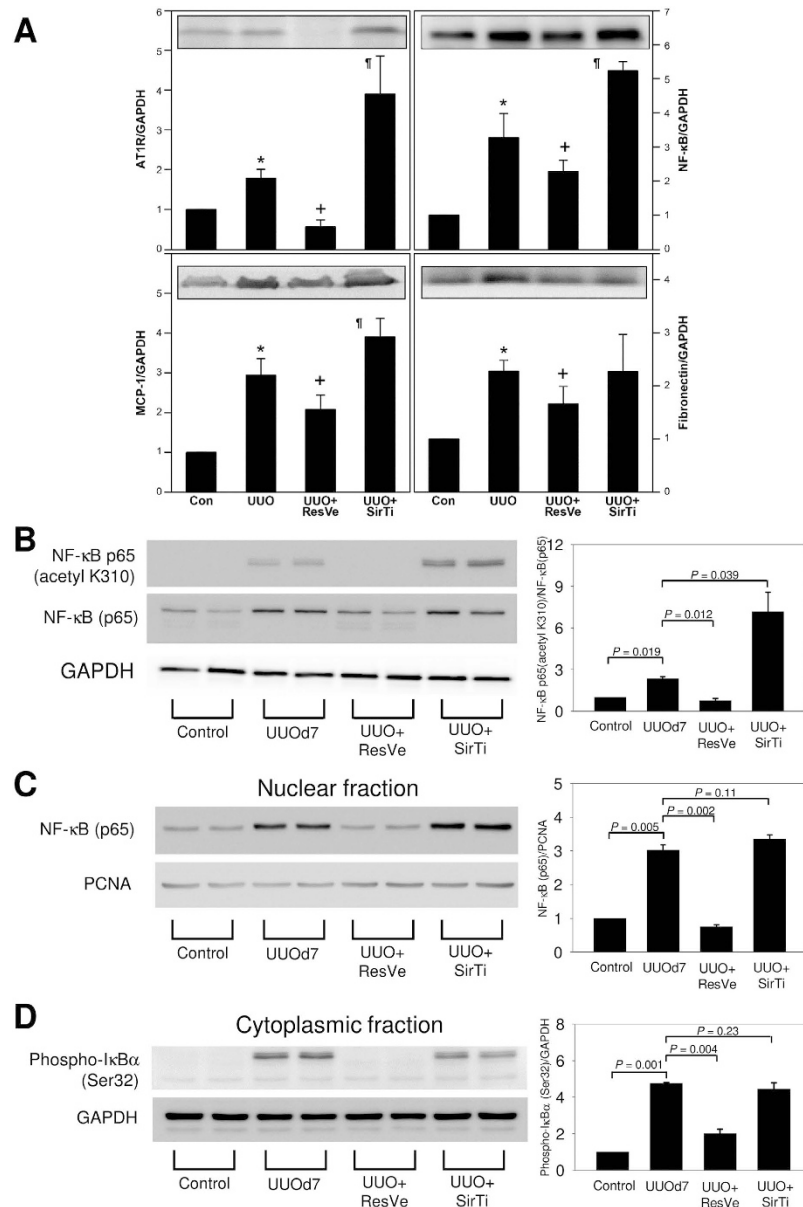 A
6
5
4
3
2
1
0
AT1R/GAPDH
*
+
¶
7
6
5
4
3
2
1
0
NF-κB/GAPDH
*
+
¶
5
4
3
2
1
0
MCP-1/GAPDH
*
+
¶
4
3
2
1
0
Fibronectin/GAPDH
*
+
Con UUO UUO+ UUO+ Con UUO UUO+ UUO+
ResVe SirTi ResVe SirTi
B
NF-κB p65
(acetyl K310)
NF-κB (p65)
GAPDH
Control UUOd7 UUO+ UUO+
ResVe SirTi
NF-κB p65(acetyl K310)/NF-κB(p65)
12
9
6
3
0
P = 0.039
P = 0.012
P = 0.019
Control UUOd7 UUO+ UUO+
ResVe SirTi
C
Nuclear fraction
NF-κB (p65)
PCNA
Control UUOd7 UUO+ UUO+
ResVe SirTi
NF-κB (p65)/PCNA
5
4
3
2
1
0
P = 0.11
P = 0.002
P = 0.005
Control UUOd7 UUO+ UUO+
ResVe SirTi
D
Cytoplasmic fraction
Phospho-IκBα
(Ser32)
GAPDH
Control UUOd7 UUO+ UUO+
ResVe SirTi
Phospho-IκBα (Ser32)/GAPDH
8
6
4
2
0
P = 0.23
P = 0.004
P = 0.001
Control UUOd7 UUO+ UUO+
ResVe SirTi